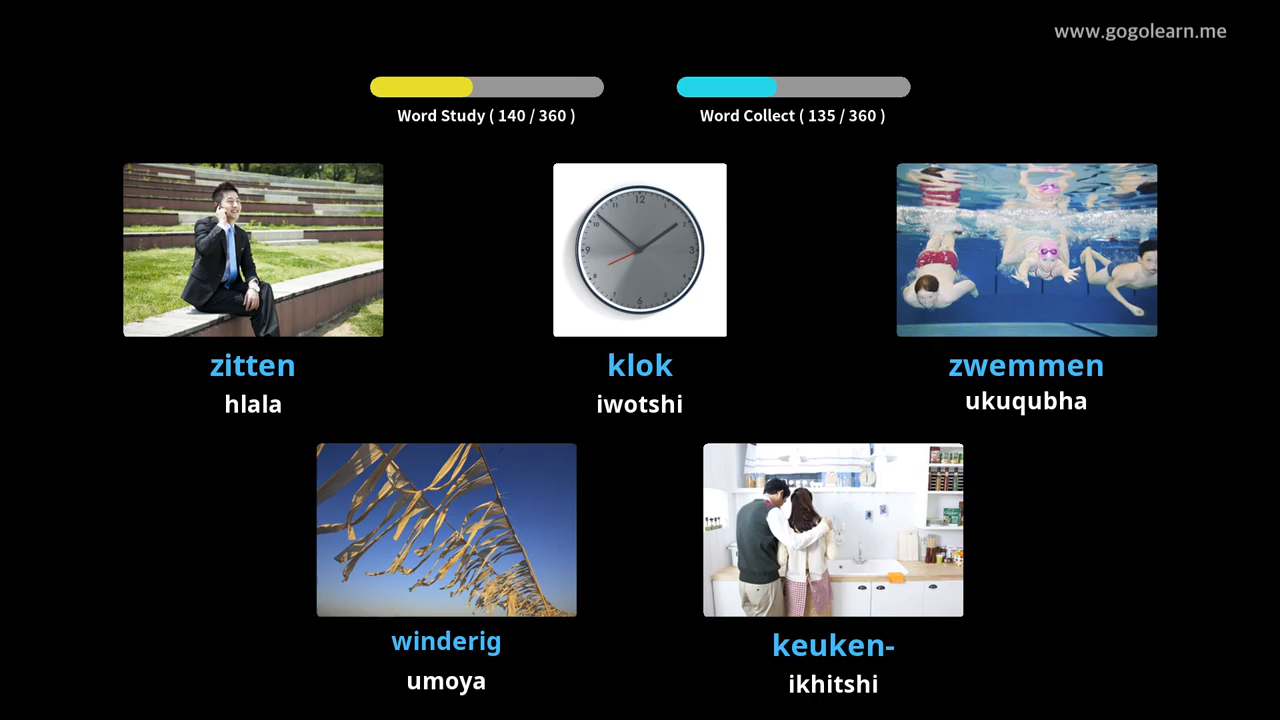 www.gogolearn.me
Word Study ( 140 / 360 )
Word Collect ( 135 / 360 )
zitten
hlala
klok
iwotshi
zwemmen
ukuqubha
winderig
umoya
keuken-
ikhitshi